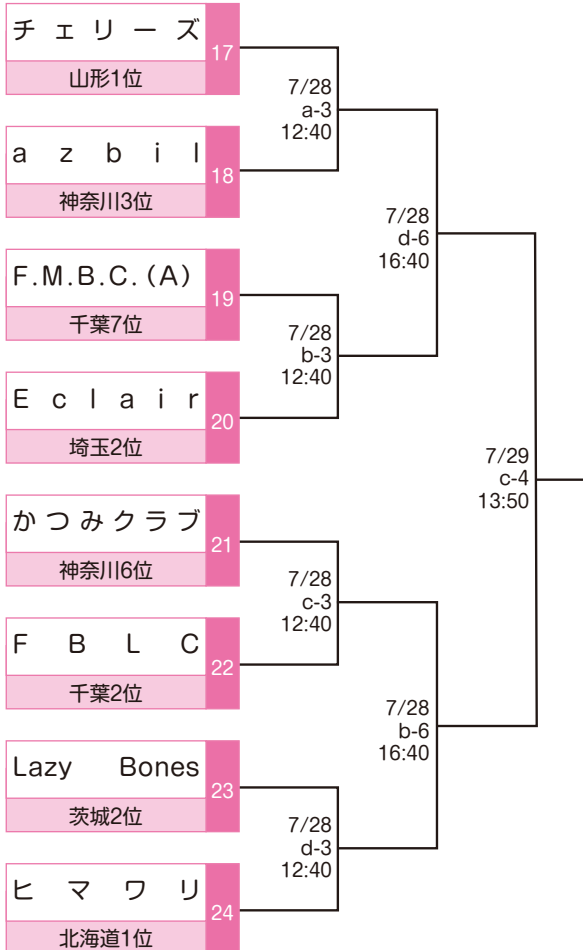 チェリーズ
17
山形1位
azbil
18
神奈川3位
F.M.B.C.(A)
19
千葉7位
Eclair
20
埼玉2位
かつみクラブ
21
神奈川6位
FBLC
22
千葉2位
Lazy Bones
23
茨城2位
ヒマワリ
24
北海道1位
7/28
a-3
12:40
7/28
b-3
12:40
7/28
c-3
12:40
7/28
d-3
12:40
7/28
d-6
16:40
7/28
b-6
16:40
7/29
c-4
13:50